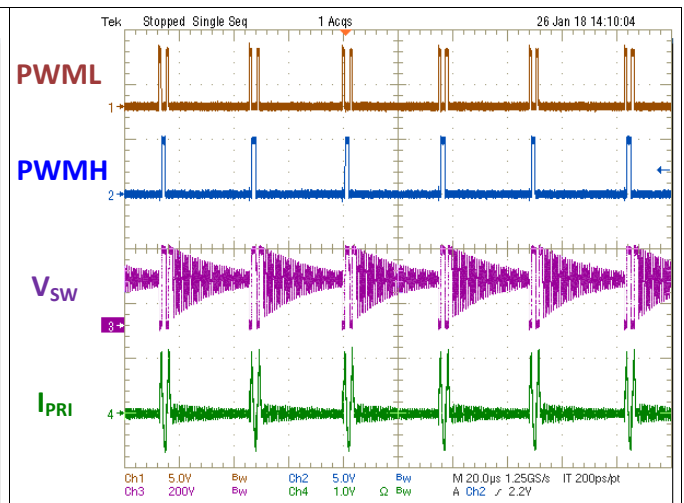 Tek Stopped Single Seq 1 Acqs 26 Jan 18 14:10:04
PWML
1
PWMH
2
VSW
3
IPRI
4
Ch1 5.0V Bw Ch2 5.0V Bw M 20.0µs 1.25GS/s IT 200ps/pt
Ch3 200V Bw Ch4 1.0V Ω Bw A Ch2 ∕ 2.2V